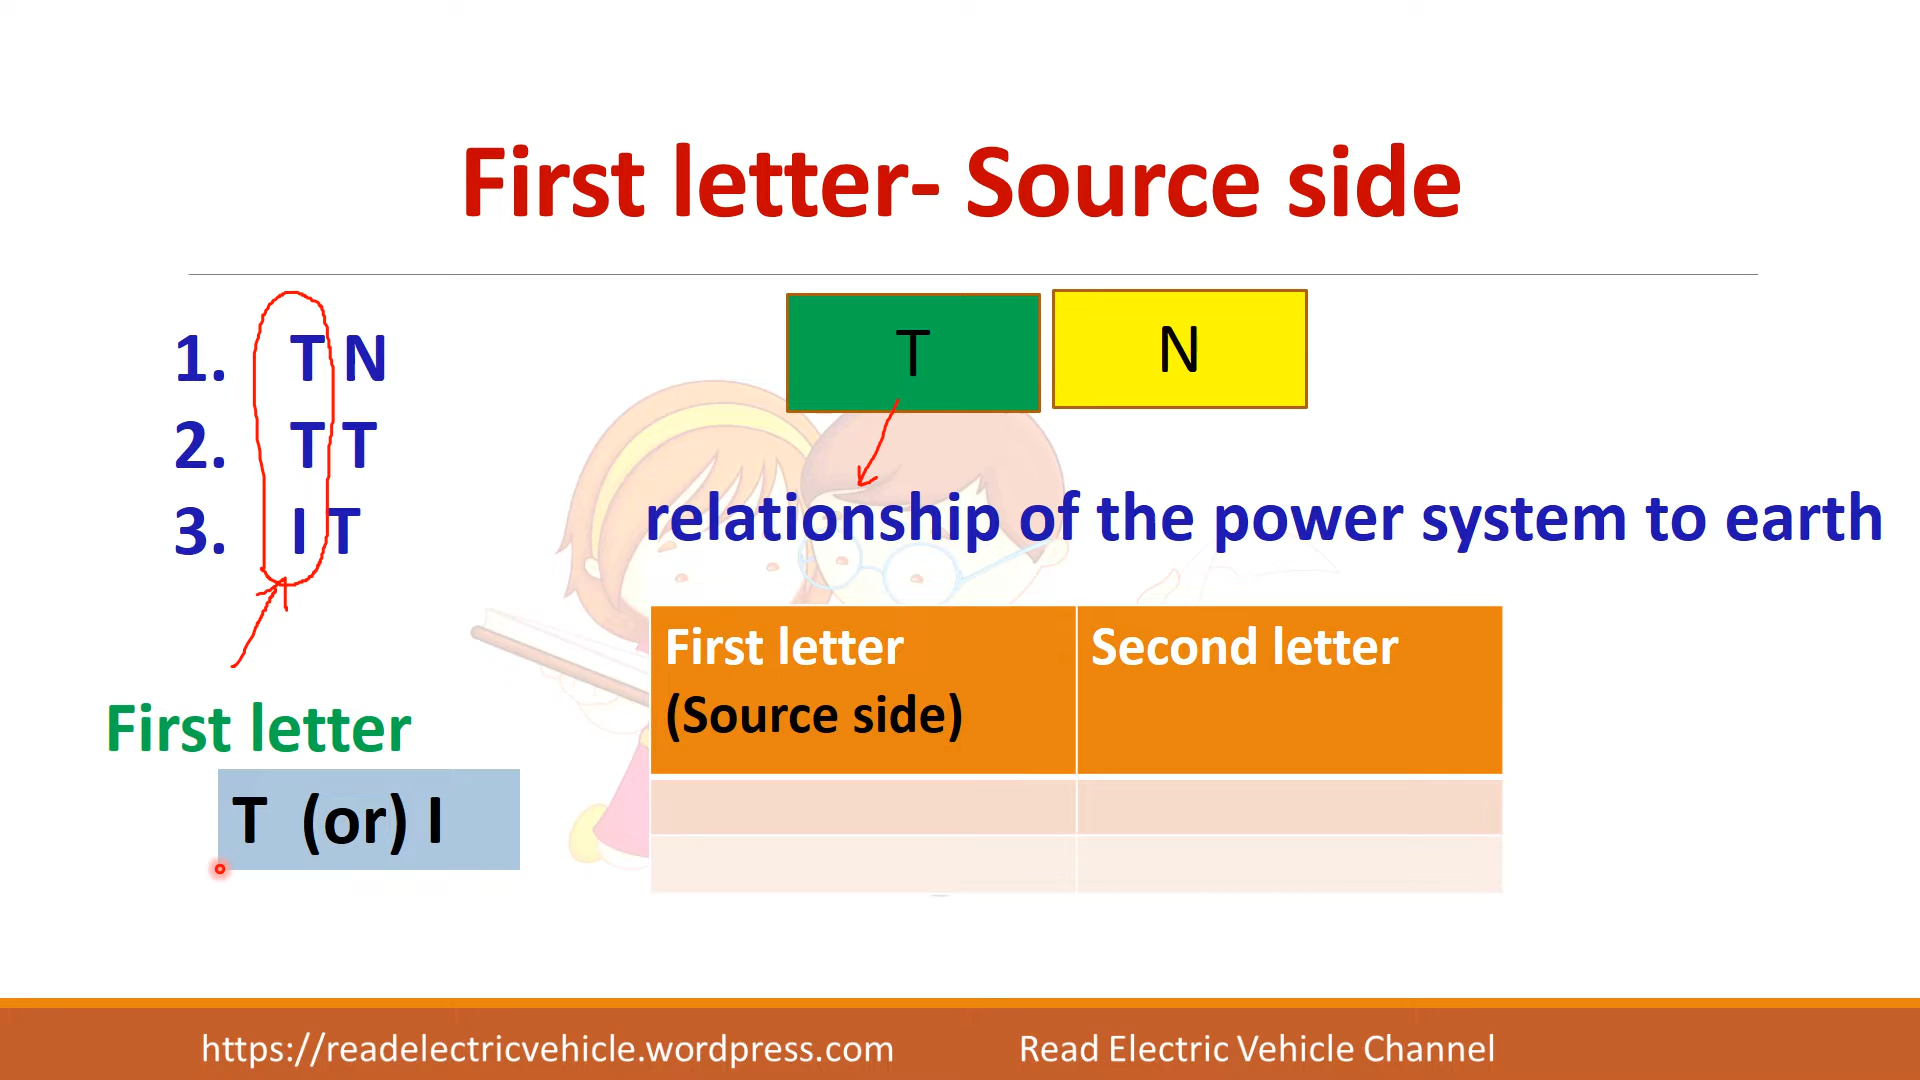 First letter- Source side
1. T N
2. T T
3. I T
First letter
T (or) I
T N
relationship of the power system to earth
First letter Second letter
(Source side)
https://readelectricvehicle.wordpress.com Read Electric Vehicle Channel